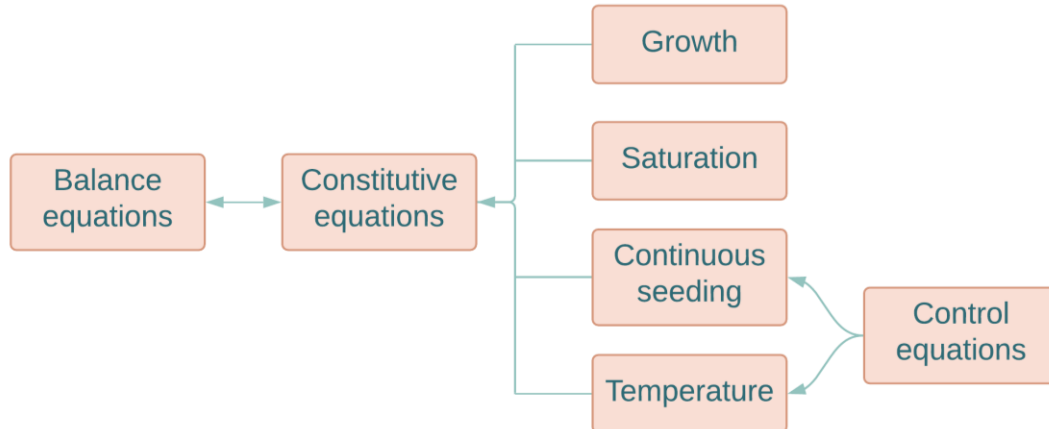 Growth
Saturation
Balance
equations
Constitutive
equations
Continuous
seeding
Control
equations
Temperature